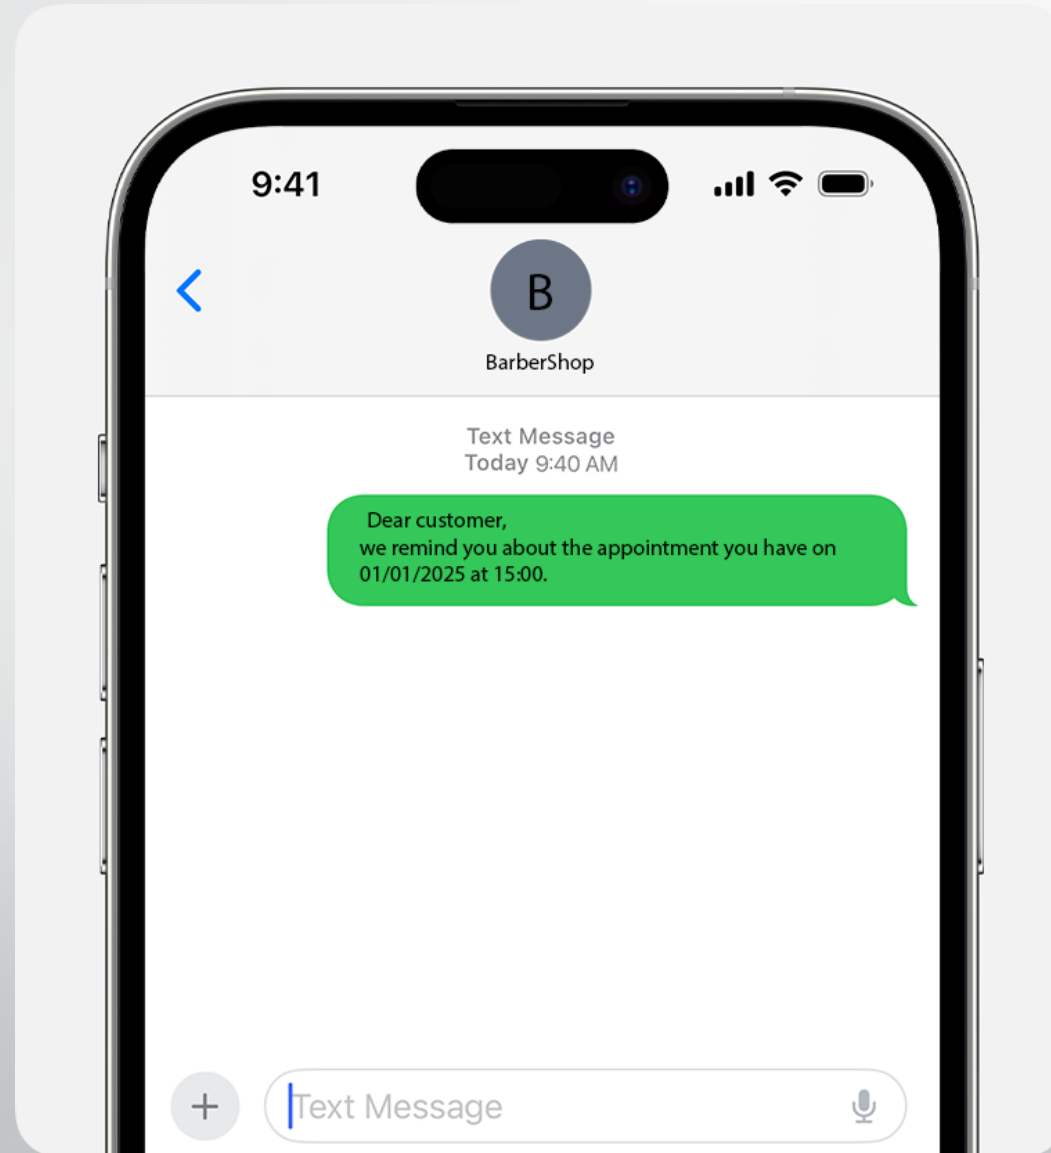 9:41
B
BarberShop
Text Message
Today 9:40 AM
Dear customer,
we remind you about the appointment you have on
01/01/2025 at 15:00.
Text Message